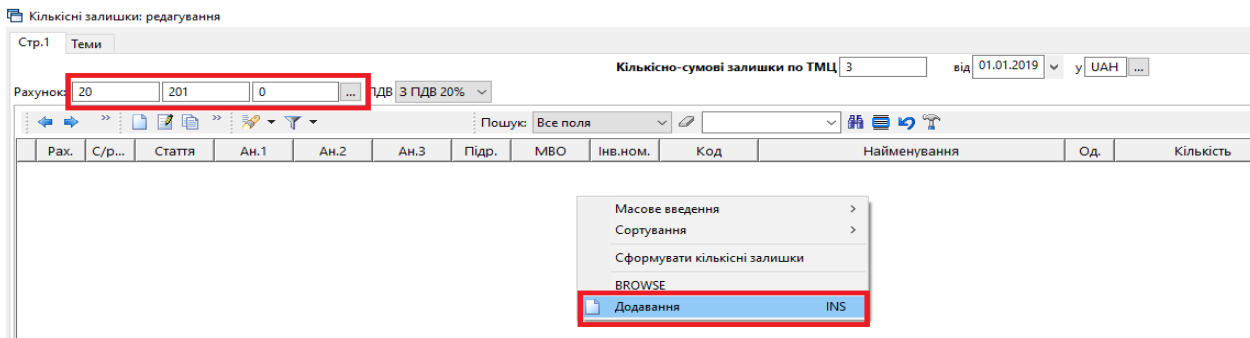 Кількісні залишки: редагування
Стр.1 Теми
Кількісно-сумові залишки по ТМЦ 3 від 01.01.2019 у UAH ...
Рахунок: 20 201 0 ... ПДВ З ПДВ 20%
Пошук: Все поля
Рах. С/р... Стаття Ан.1 Ан.2 Ан.3 Підр. МВО Інв.ном. Код Найменування Од. Кількість
Масове введення
Сортування
Сформувати кількісні залишки
BROWSE
Додавання INS